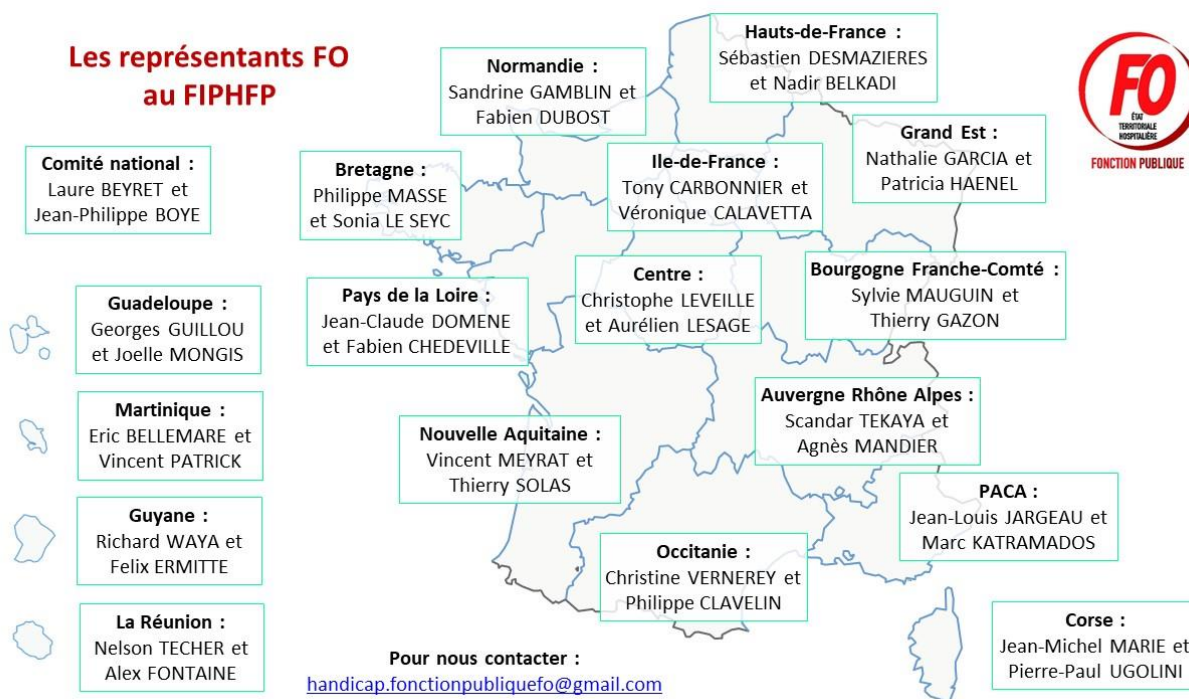 Les représentants FO
au FIPHFP
Hauts-de-France :
Sébastien DESMAZIERES
et Nadir BELKADI
Normandie :
Sandrine GAMBLIN et
Fabien DUBOST
FO
ÉTAT
TERRITORIALE
HOSPITALIÈRE
FONCTION PUBLIQUE
Grand Est :
Nathalie GARCIA et
Patricia HAENEL
Comité national :
Laure BEYRET et
Jean-Philippe BOYE
Bretagne :
Philippe MASSE
et Sonia LE SEYC
Ile-de-France :
Tony CARBONNIER et
Véronique CALAVETTA
Guadeloupe :
Georges GUILLOU
et Joelle MONGIS
Pays de la Loire :
Jean-Claude DOMENE
et Fabien CHEDEVILLE
Centre :
Christophe LEVEILLE
et Aurélien LESAGE
Bourgogne Franche-Comté :
Sylvie MAUGUIN et
Thierry GAZON
Martinique :
Eric BELLEMARE et
Vincent PATRICK
Nouvelle Aquitaine :
Vincent MEYRAT et
Thierry SOLAS
Auvergne Rhône Alpes :
Scandar TEKAYA et
Agnès MANDIER
Guyane :
Richard WAYA et
Felix ERMITTE
PACA :
Jean-Louis JARGEAU et
Marc KATRAMADOS
Occitanie :
Christine VERNEREY et
Philippe CLAVELIN
La Réunion :
Nelson TECHER et
Alex FONTAINE
Corse :
Jean-Michel MARIE et
Pierre-Paul UGOLINI
Pour nous contacter :
handicap.fonctionpubliquefo@gmail.com